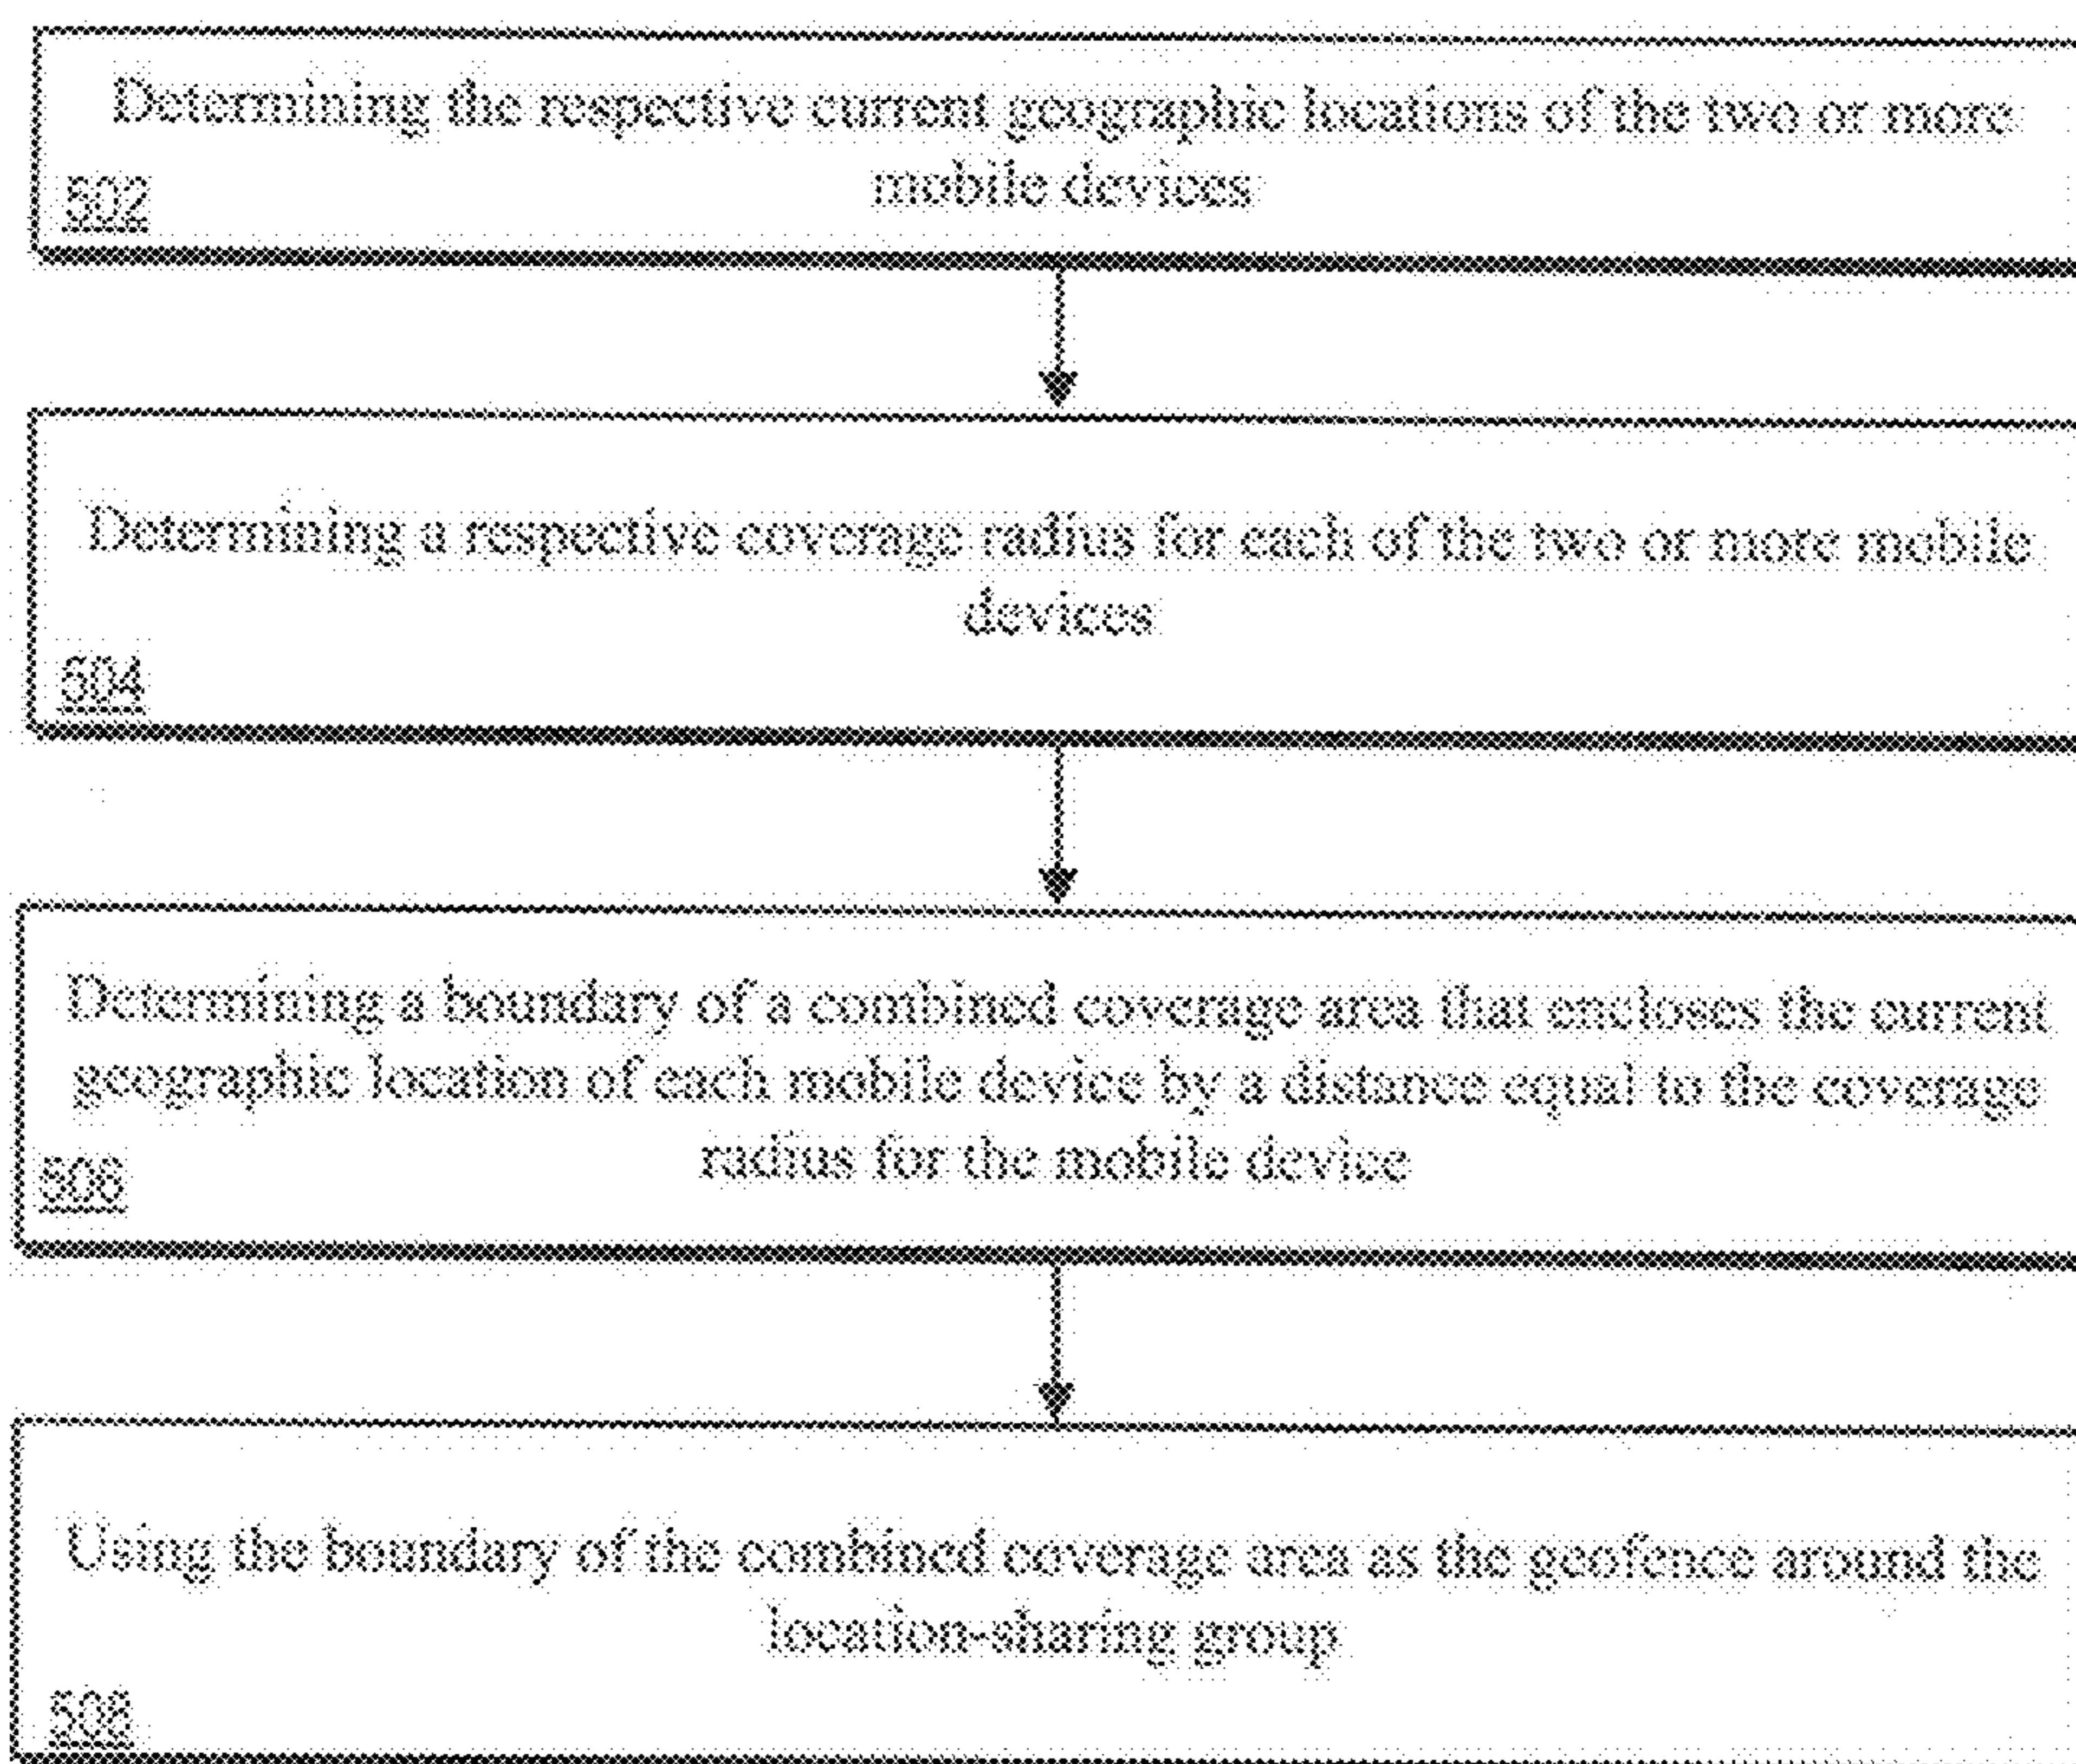 Determining the respective current geographic locations of the two or more
mobile devices
502
Determining a respective coverage radius for each of the two or more mobile
devices
504
Determining a boundary of a combined coverage area that encloses the current
geographic location of each mobile device by a distance equal to the coverage
radius for the mobile device
506
Using the boundary of the combined coverage area as the geofence around the
location-sharing group
508